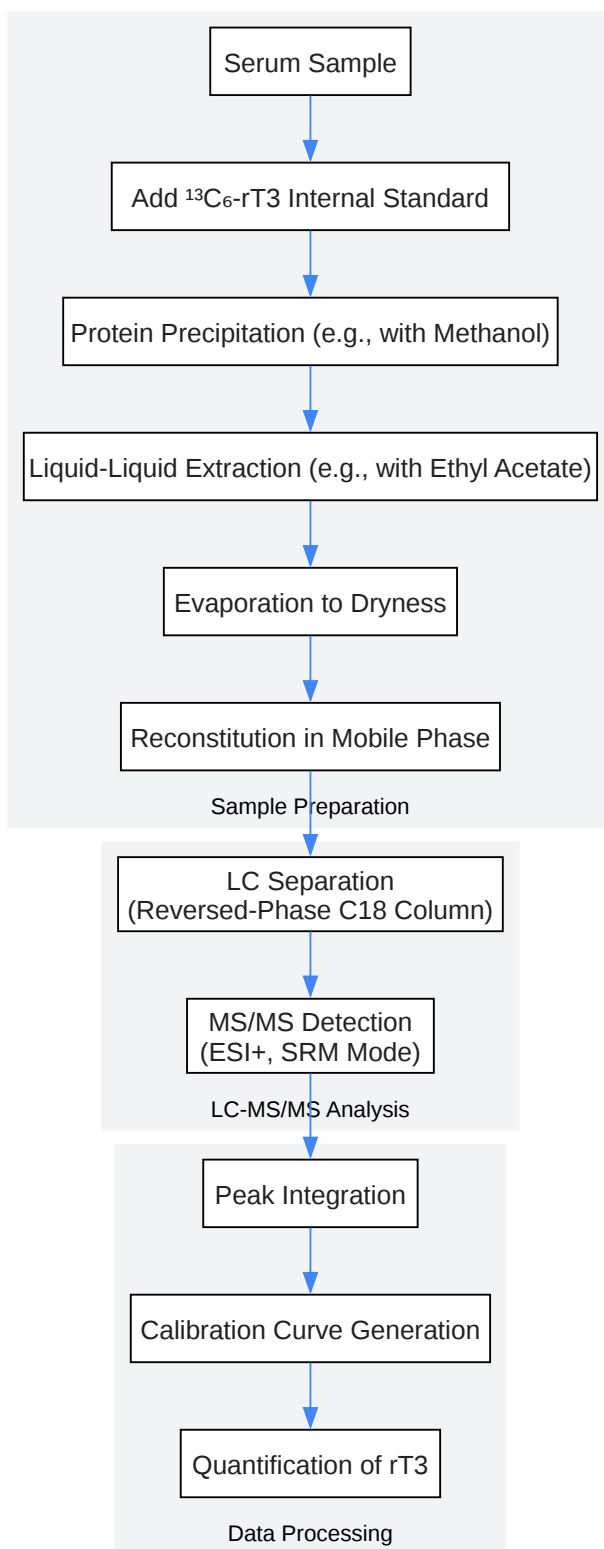 Serum Sample
Add ¹³C₆-rT3 Internal Standard
Protein Precipitation (e.g., with Methanol)
Liquid-Liquid Extraction (e.g., with Ethyl Acetate)
Evaporation to Dryness
Reconstitution in Mobile Phase
Sample Preparation
LC Separation
(Reversed-Phase C18 Column)
MS/MS Detection
(ESI+, SRM Mode)
LC-MS/MS Analysis
Peak Integration
Calibration Curve Generation
Quantification of rT3
Data Processing